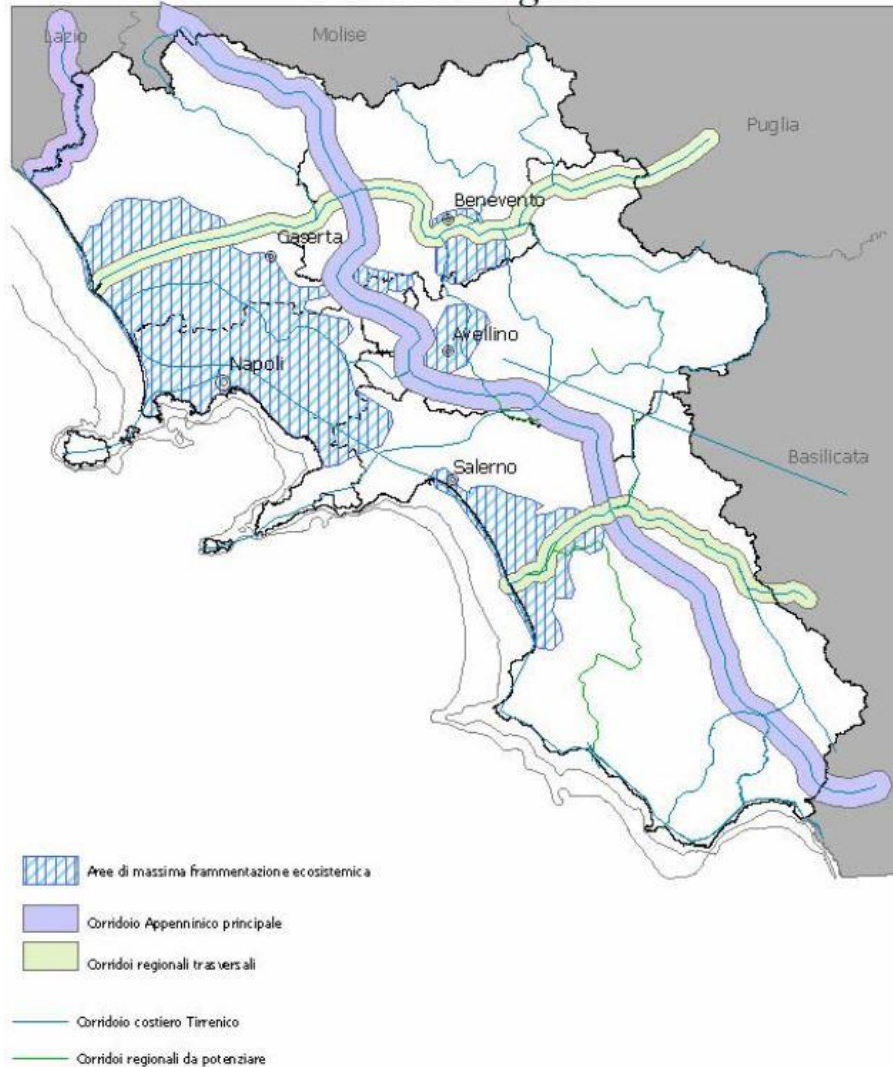 Lazio
Molise
Puglia
Benevento
Gaserta
Avellino
Napoli
Salerno
Basilicata
Aree di massima frammentazione ecosistemica
Corridoio Appenninico principale
Corridoi regionali trasversali
Corridoio costiero Tirrenico
Corridoi regionali da potenziare